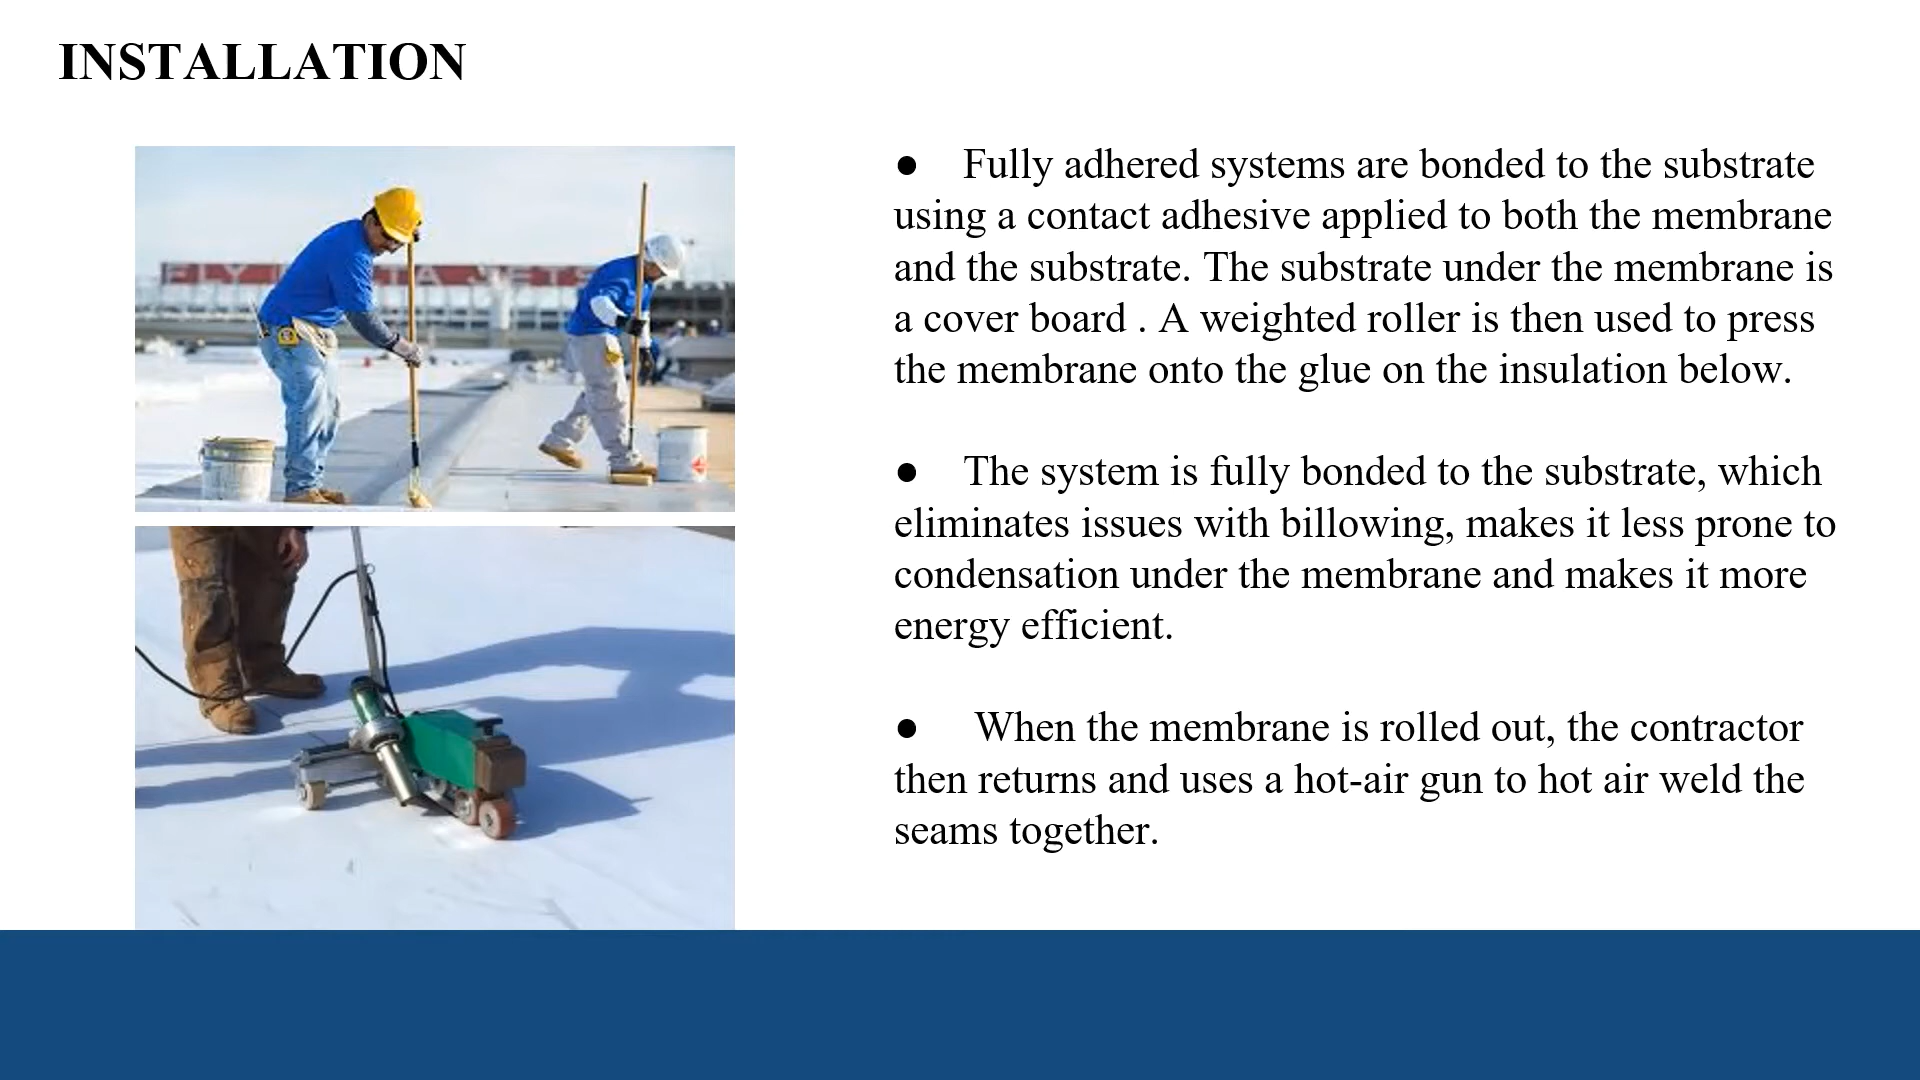 INSTALLATION
● Fully adhered systems are bonded to the substrate
using a contact adhesive applied to both the membrane
and the substrate. The substrate under the membrane is
a cover board . A weighted roller is then used to press
the membrane onto the glue on the insulation below.
● The system is fully bonded to the substrate, which
eliminates issues with billowing, makes it less prone to
condensation under the membrane and makes it more
energy efficient.
● When the membrane is rolled out, the contractor
then returns and uses a hot-air gun to hot air weld the
seams together.